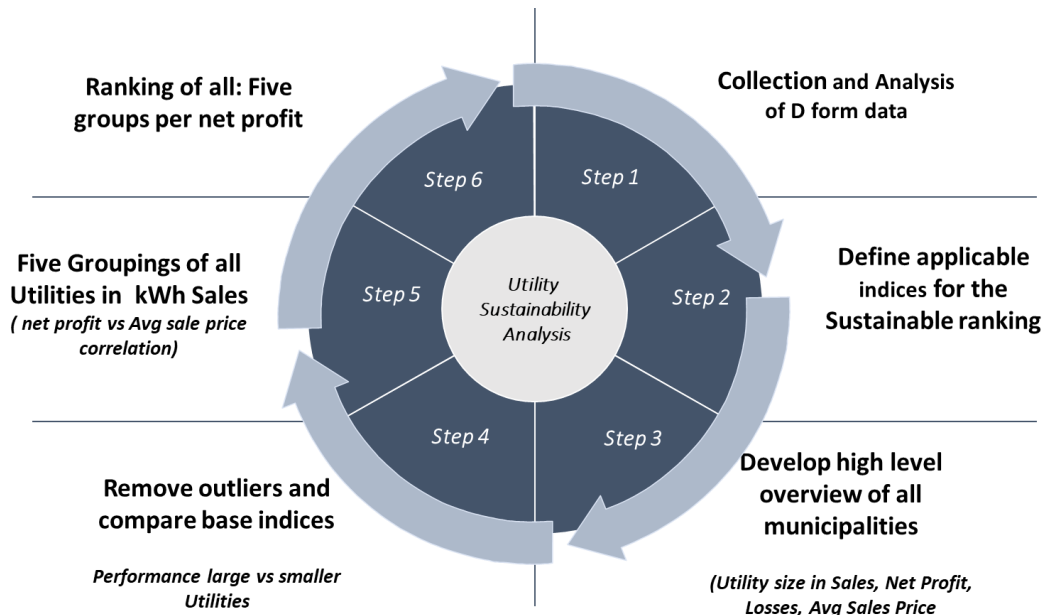 Ranking of all: Five
groups per net profit
Collection and Analysis
of D form data
Step 6
Step 1
Five Groupings of all
Utilities in kWh Sales
( net profit vs Avg sale price
correlation)
Step 5
Utility
Sustainability
Analysis
Step 2
Define applicable
indices for the
Sustainable ranking
Step 4
Step 3
Remove outliers and
compare base indices
Performance large vs smaller
Utilities
Develop high level
overview of all
municipalities
(Utility size in Sales, Net Profit,
Losses, Avg Sales Price